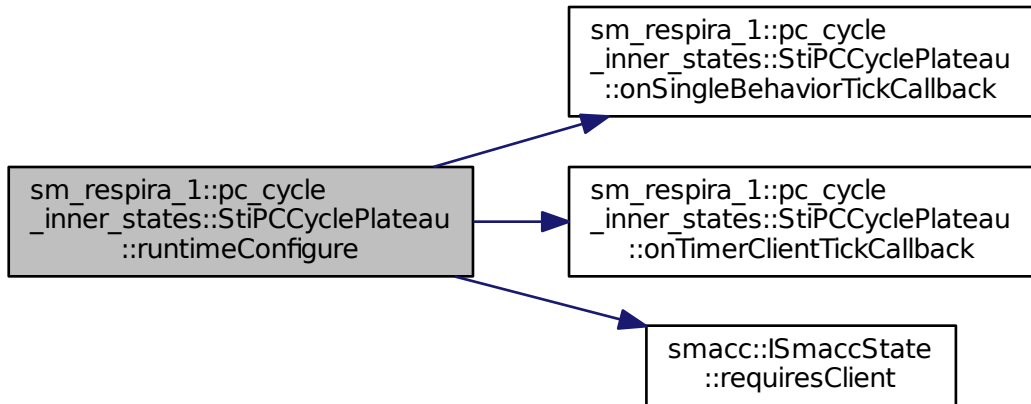 sm_respira_1::pc_cycle
_inner_states::StiPCCyclePlateau
::onSingleBehaviorTickCallback
sm_respira_1::pc_cycle
_inner_states::StiPCCyclePlateau
::runtimeConfigure
sm_respira_1::pc_cycle
_inner_states::StiPCCyclePlateau
::onTimerClientTickCallback
smacc::ISmaccState
::requiresClient